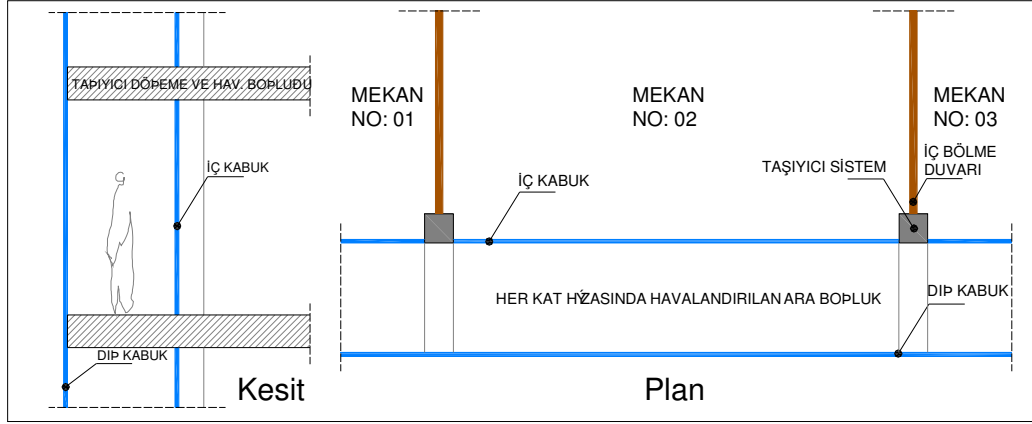 TAÞIYICI DÖÞEME VE HAV. BOÞLUÐU
İÇ KABUK
DIÞ KABUK
Kesit
MEKAN
NO: 01
MEKAN
NO: 02
MEKAN
NO: 03
İÇ KABUK
TAŞIYICI SİSTEM
İÇ BÖLME
DUVARI
HER KAT HÝZASINDA HAVALANDIRILAN ARA BOÞLUK
DIÞ KABUK
Plan